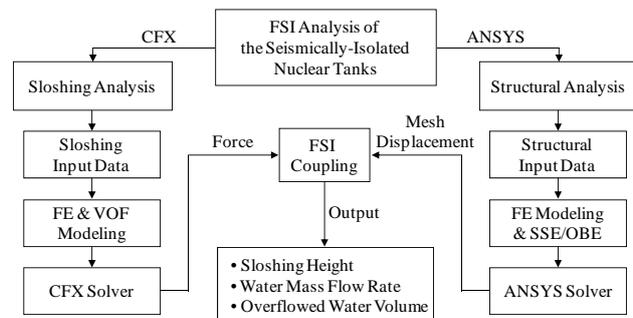 FSI Analysis of
the Seismically-Isolated
Nuclear Tanks
CFX
ANSYS
Sloshing Analysis
Structural Analysis
Sloshing
Input Data
Force
FSI
Coupling
Mesh
Displacement
Structural
Input Data
FE & VOF
Modeling
Output
FE Modeling
& SSE/OBE
CFX Solver
• Sloshing Height
• Water Mass Flow Rate
• Overflowed Water Volume
ANSYS Solver